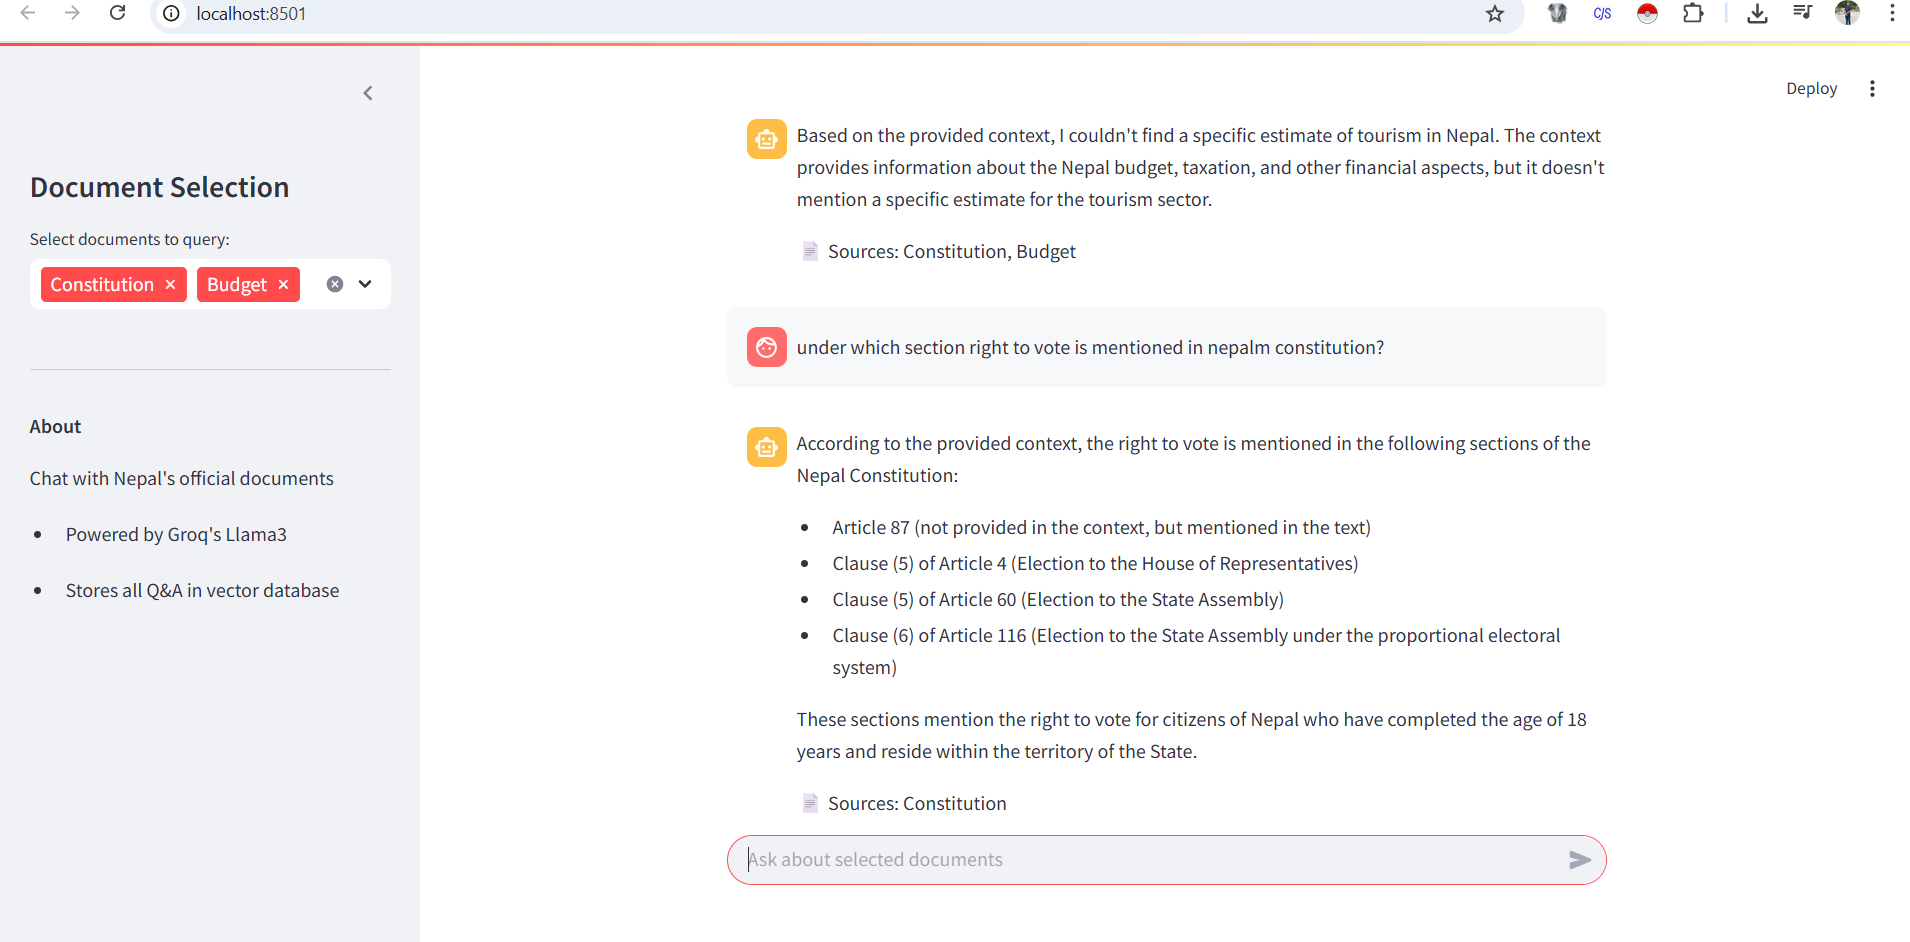 localhost:8501
C/S
Deploy
Document Selection
Select documents to query:
Constitution
Budget
About
Chat with Nepal's official documents
Powered by Groq's Llama3
Stores all Q&A in vector database
Based on the provided context, I couldn't find a specific estimate of tourism in Nepal. The context
provides information about the Nepal budget, taxation, and other financial aspects, but it doesn't
mention a specific estimate for the tourism sector.
Sources: Constitution, Budget
under which section right to vote is mentioned in nepalm constitution?
According to the provided context, the right to vote is mentioned in the following sections of the
Nepal Constitution:
Article 87 (not provided in the context, but mentioned in the text)
Clause (5) of Article 4 (Election to the House of Representatives)
Clause (5) of Article 60 (Election to the State Assembly)
Clause (6) of Article 116 (Election to the State Assembly under the proportional electoral
system)
These sections mention the right to vote for citizens of Nepal who have completed the age of 18
years and reside within the territory of the State.
Sources: Constitution
Ask about selected documents